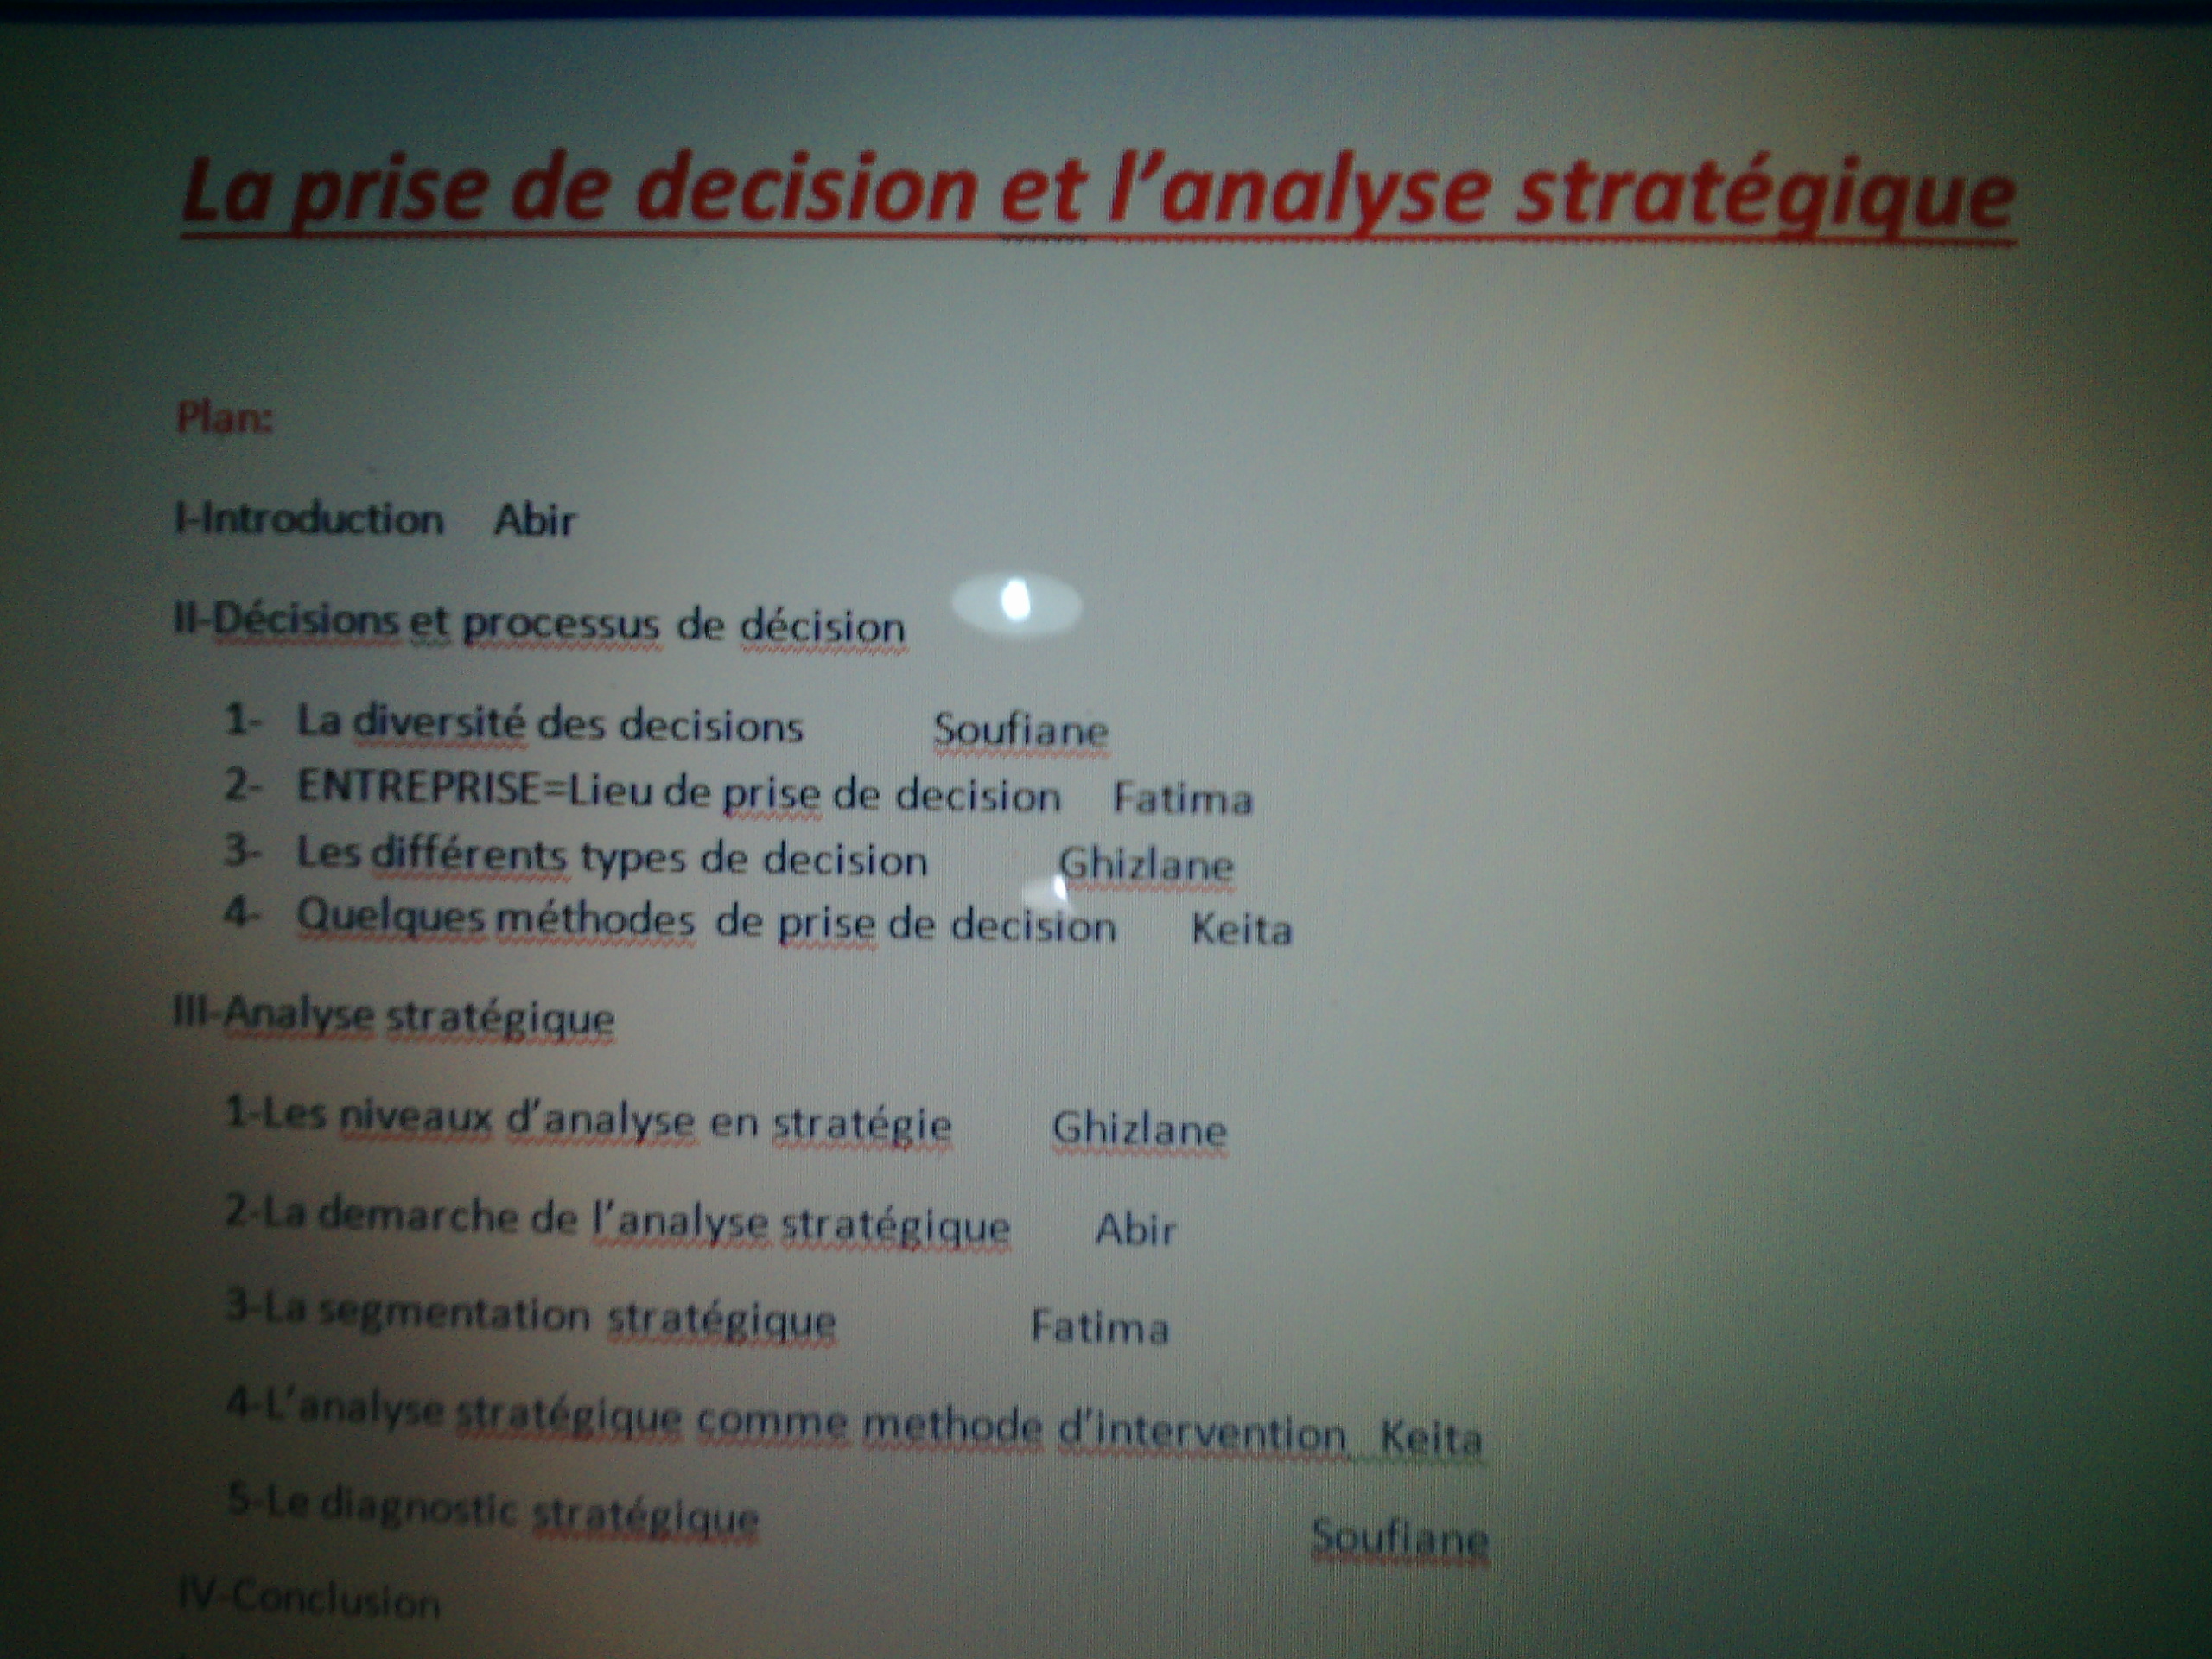 La prise de decision et l'analyse stratégique
Plan:
I-Introduction Abir
II-Décisions et processus de décision
1- La diversité des decisions Soufiane
2- ENTREPRISE=Lieu de prise de decision Fatima
3- Les différents types de decision Ghizlane
4- Quelques méthodes de prise de decision Keita
III-Analyse stratégique
1-Les niveaux d'analyse en stratégie Ghizlane
2-La demarche de l'analyse stratégique Abir
3-La segmentation stratégique Fatima
4-L'analyse stratégique comme methode d'intervention Keita
5-Le diagnostic stratégique Soufiane
IV-Conclusion